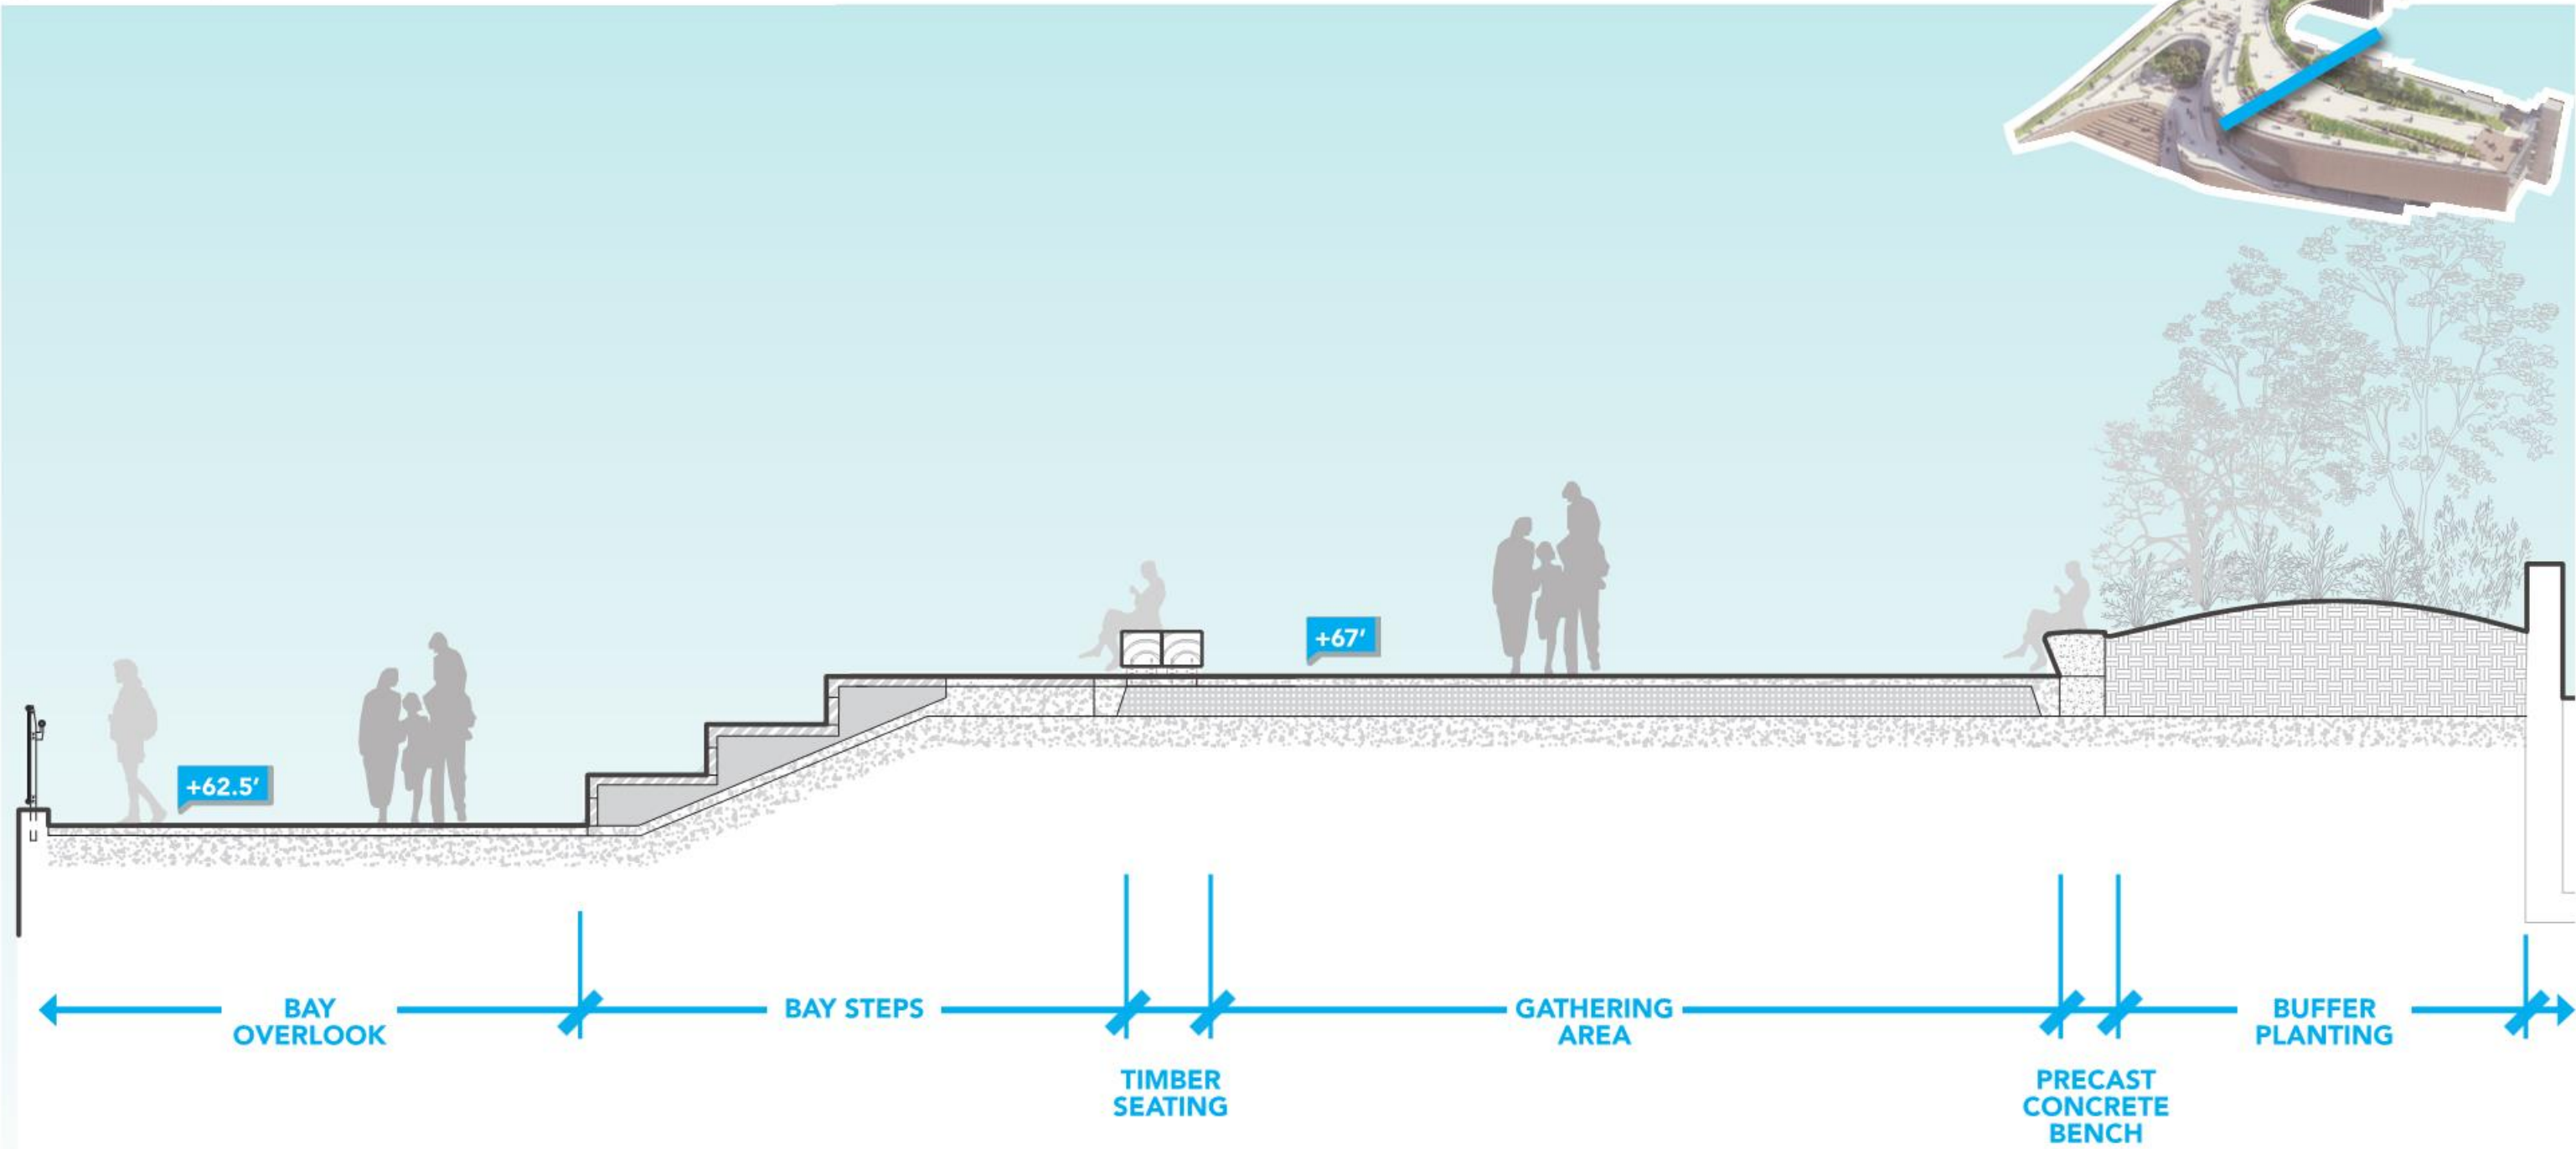 +67'
+62.5'
BAY
OVERLOOK
BAY STEPS
TIMBER
SEATING
GATHERING
AREA
PRECAST
CONCRETE
BENCH
BUFFER
PLANTING